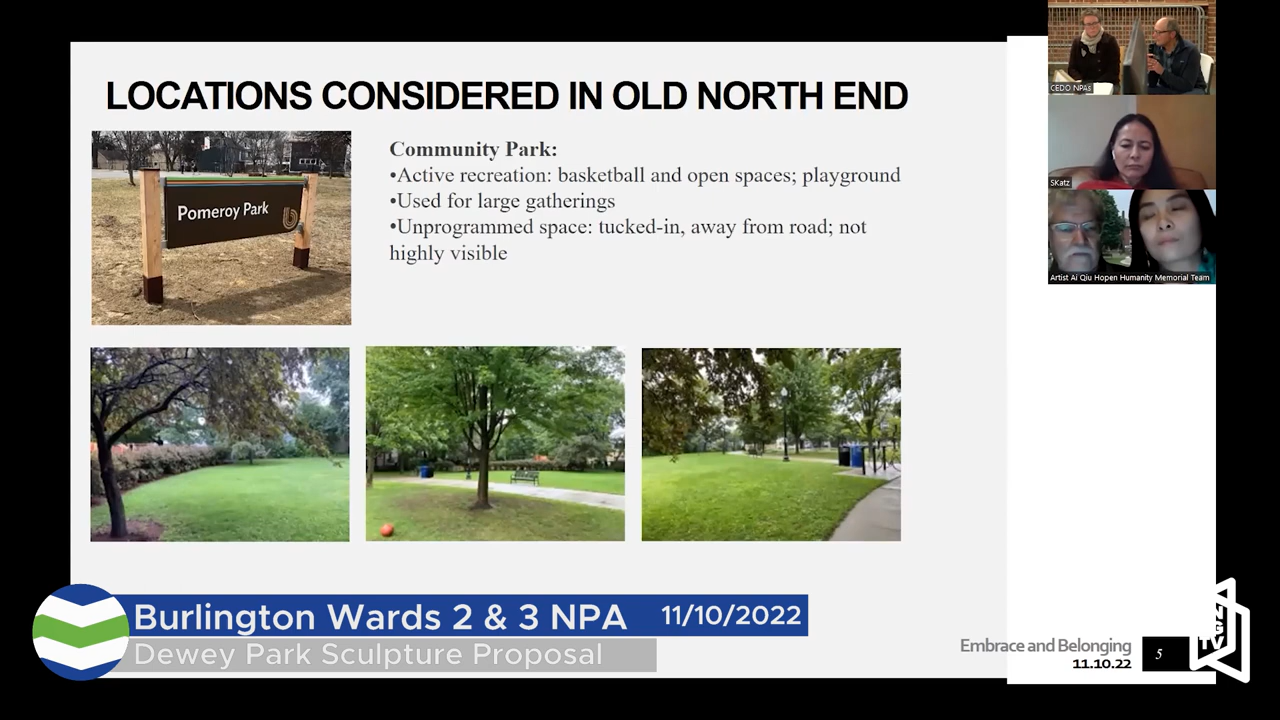 LOCATIONS CONSIDERED IN OLD NORTH END
Pomeroy Park
Community Park:
•Active recreation: basketball and open spaces; playground
•Used for large gatherings
•Unprogrammed space: tucked-in, away from road; not
highly visible
CEDO NPAs
SKatz
Artist Ai Qiu Hopen Humanity Memorial Team
Burlington Wards 2 & 3 NPA 11/10/2022
Dewey Park Sculpture Proposal
Embrace and Belonging
11.10.22
5